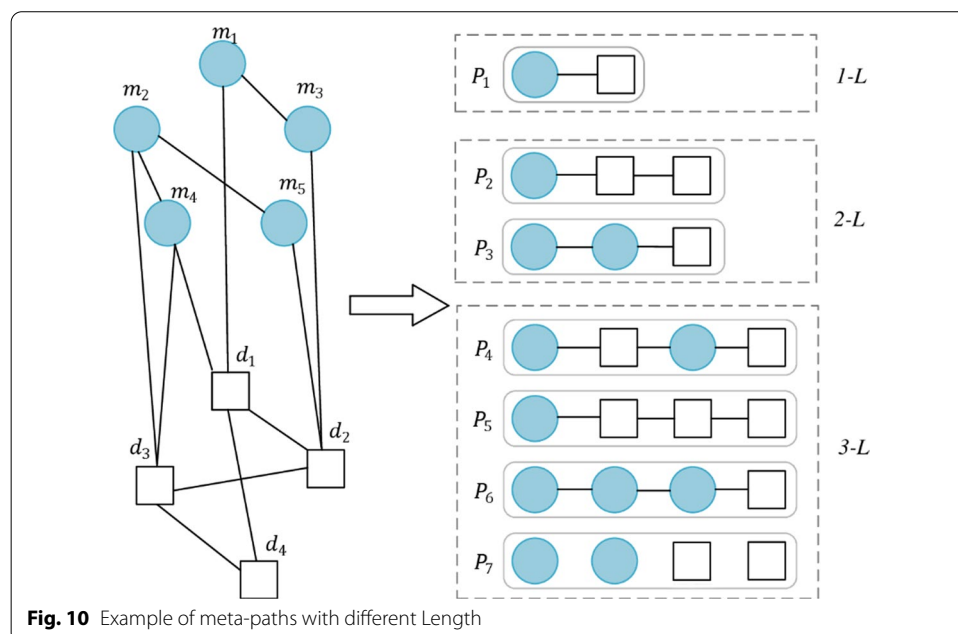 m₁
m₂
m₃
m₄
m₅
d₁
d₂
d₃
d₄
P₁
1-L
P₂
P₃
2-L
P₄
P₅
P₆
P₇
3-L
Fig. 10 Example of meta-paths with different Length